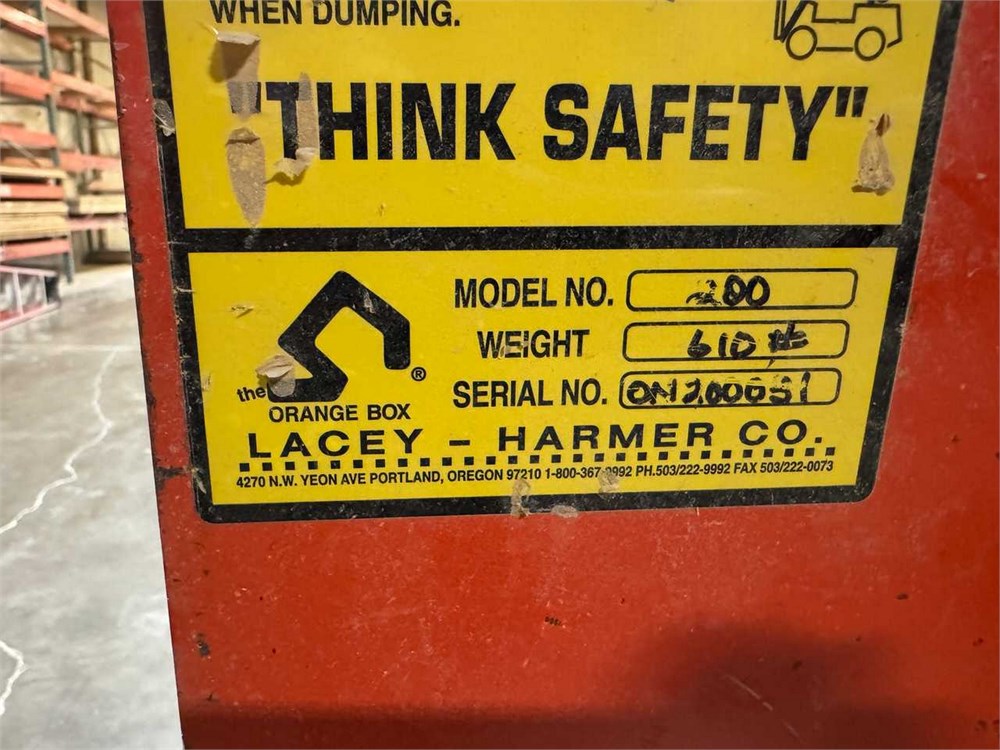 WHEN DUMPING.
"THINK SAFETY"
MODEL NO. 200
WEIGHT 610
SERIAL NO.
the ®
ORANGE BOX
LACEY - HARMER CO.
4270 N.W. YEON AVE PORTLAND, OREGON 97210 1-800-367-9992 PH.503/222-9992 FAX 503/222-0073